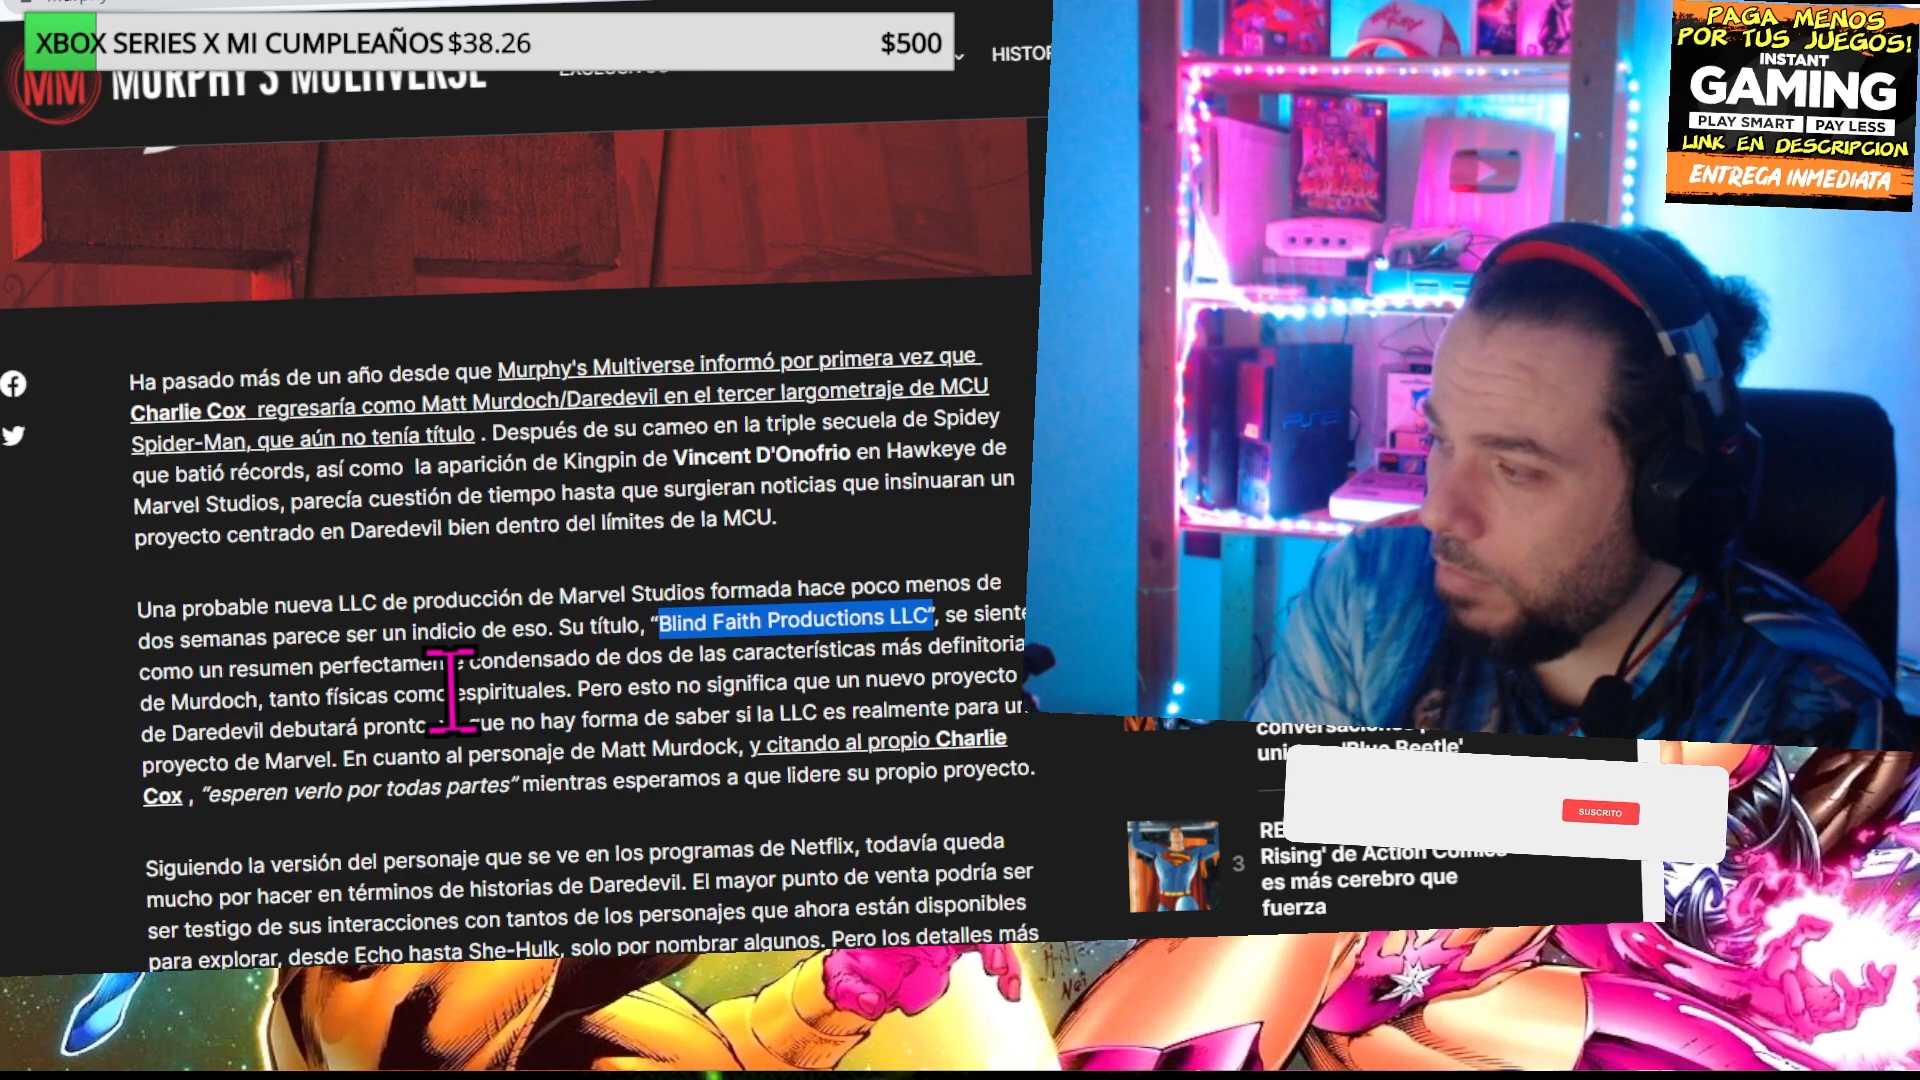 XBOX SERIES X MI CUMPLEAÑOS $38.26 $500
MM MURPHY'S MULTIVERSE
PAGA MENOS
POR TUS JUEGOS!
INSTANT
GAMING
PLAY SMART PAY LESS
LINK EN DESCRIPCION
ENTREGA INMEDIATA
Ha pasado más de un año desde que Murphy's Multiverse informó por primera vez que
Charlie Cox regresaría como Matt Murdoch/Daredevil en el tercer largometraje de MCU
Spider-Man, que aún no tenía título . Después de su cameo en la triple secuela de Spidey
que batió récords, así como la aparición de Kingpin de Vincent D'Onofrio en Hawkeye de
Marvel Studios, parecía cuestión de tiempo hasta que surgieran noticias que insinuaran un
proyecto centrado en Daredevil bien dentro del límites de la MCU.
Una probable nueva LLC de producción de Marvel Studios formada hace poco menos de
dos semanas parece ser un indicio de eso. Su título, “Blind Faith Productions LLC”, se siente
como un resumen perfectamente condensado de dos de las características más definitoria
de Murdoch, tanto físicas como espirituales. Pero esto no significa que un nuevo proyecto
de Daredevil debutará pronto, que no hay forma de saber si la LLC es realmente para un
proyecto de Marvel. En cuanto al personaje de Matt Murdock, y citando al propio Charlie
Cox , “esperen verlo por todas partes” mientras esperamos a que lidere su propio proyecto.
Siguiendo la versión del personaje que se ve en los programas de Netflix, todavía queda
mucho por hacer en términos de historias de Daredevil. El mayor punto de venta podría ser
ser testigo de sus interacciones con tantos de los personajes que ahora están disponibles
para explorar, desde Echo hasta She-Hulk, solo por nombrar algunos. Pero los detalles más
'Blue Beetle'
SUSCRITO
3
Rising' de Action Comics
es más cerebro que
fuerza